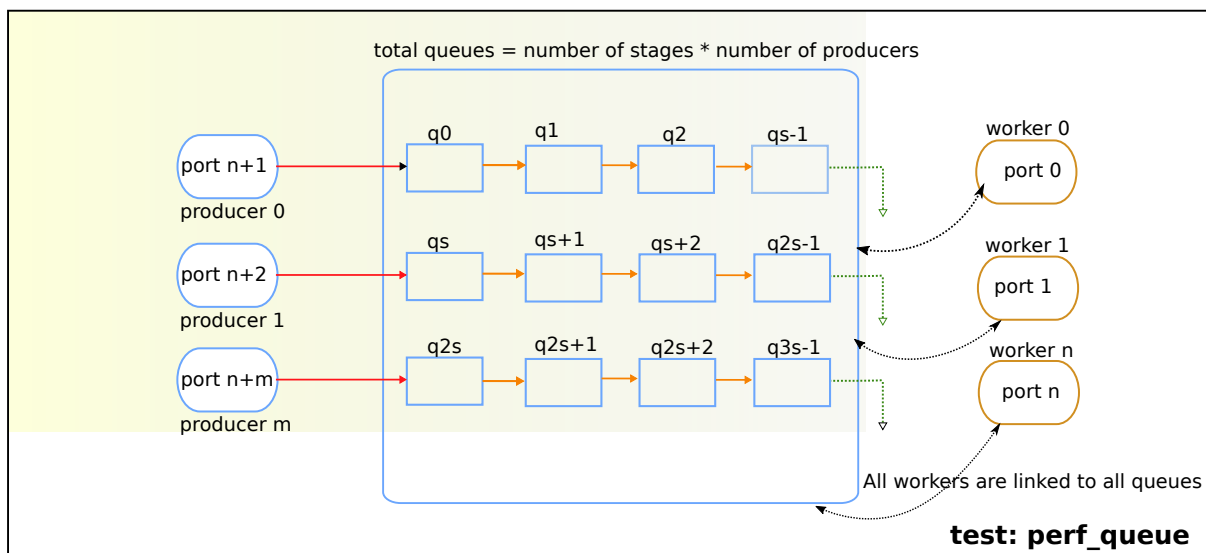 total queues = number of stages * number of producers
q0
q1
q2
qs-1
worker 0
port n+1
port 0
producer 0
qs
qs+1
qs+2
q2s-1
worker 1
port n+2
port 1
producer 1
q2s
q2s+1
q2s+2
q3s-1
worker n
port n+m
port n
producer m
All workers are linked to all queues
test: perf_queue